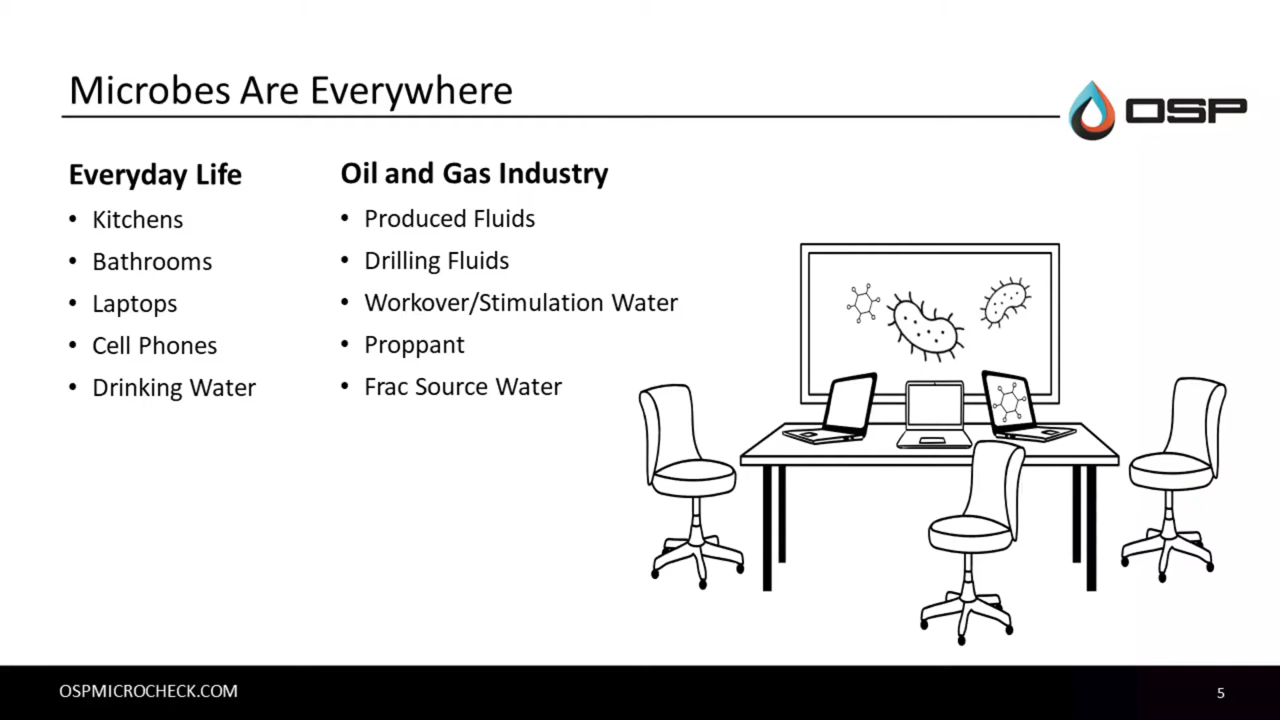 Microbes Are Everywhere
OSP
Everyday Life
• Kitchens
• Bathrooms
• Laptops
• Cell Phones
• Drinking Water
Oil and Gas Industry
• Produced Fluids
• Drilling Fluids
• Workover/Stimulation Water
• Proppant
• Frac Source Water
OSPMICROCHECK.COM
5